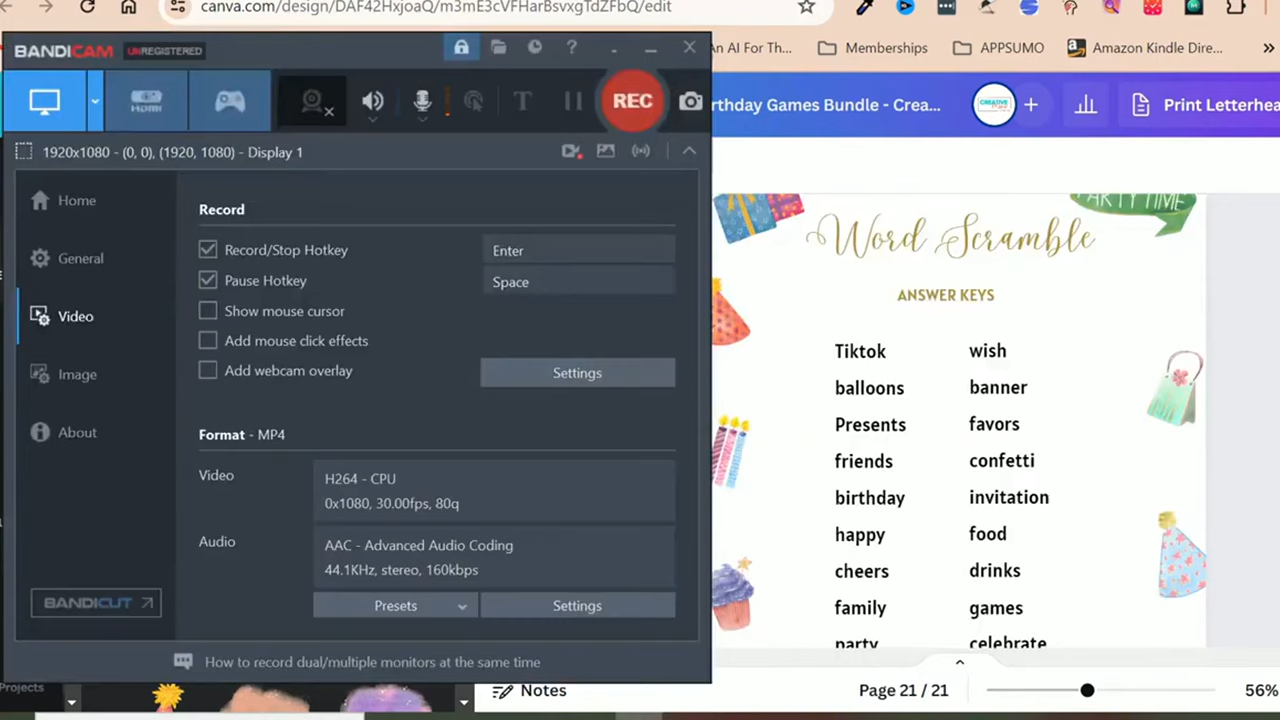 canva.com/design/DAF42HxjoaQ/m3mE3cVFHarBsvxgTdZFbQ/edit
An AI For Th...
Memberships
APPSUMO
Amazon Kindle Dire...
»
BANDICAM UNREGISTERED
?
HDMI
REC
rthday Games Bundle - Crea...
Print Letterhea
1920x1080 - (0, 0), (1920, 1080) - Display 1
Home
General
Video
Image
About
BANDICUT
Record
Record/Stop Hotkey
Enter
Pause Hotkey
Space
Show mouse cursor
Add mouse click effects
Add webcam overlay
Settings
Format - MP4
Video
H264 - CPU
0x1080, 30.00fps, 80q
Audio
AAC - Advanced Audio Coding
44.1KHz, stereo, 160kbps
Presets
Settings
How to record dual/multiple monitors at the same time
PARTY TIME
Word Scramble
ANSWER KEYS
Tiktok wish
balloons banner
Presents favors
friends confetti
birthday invitation
happy food
cheers drinks
family games
party celebrate
Projects
Notes
Page 21 / 21
56%